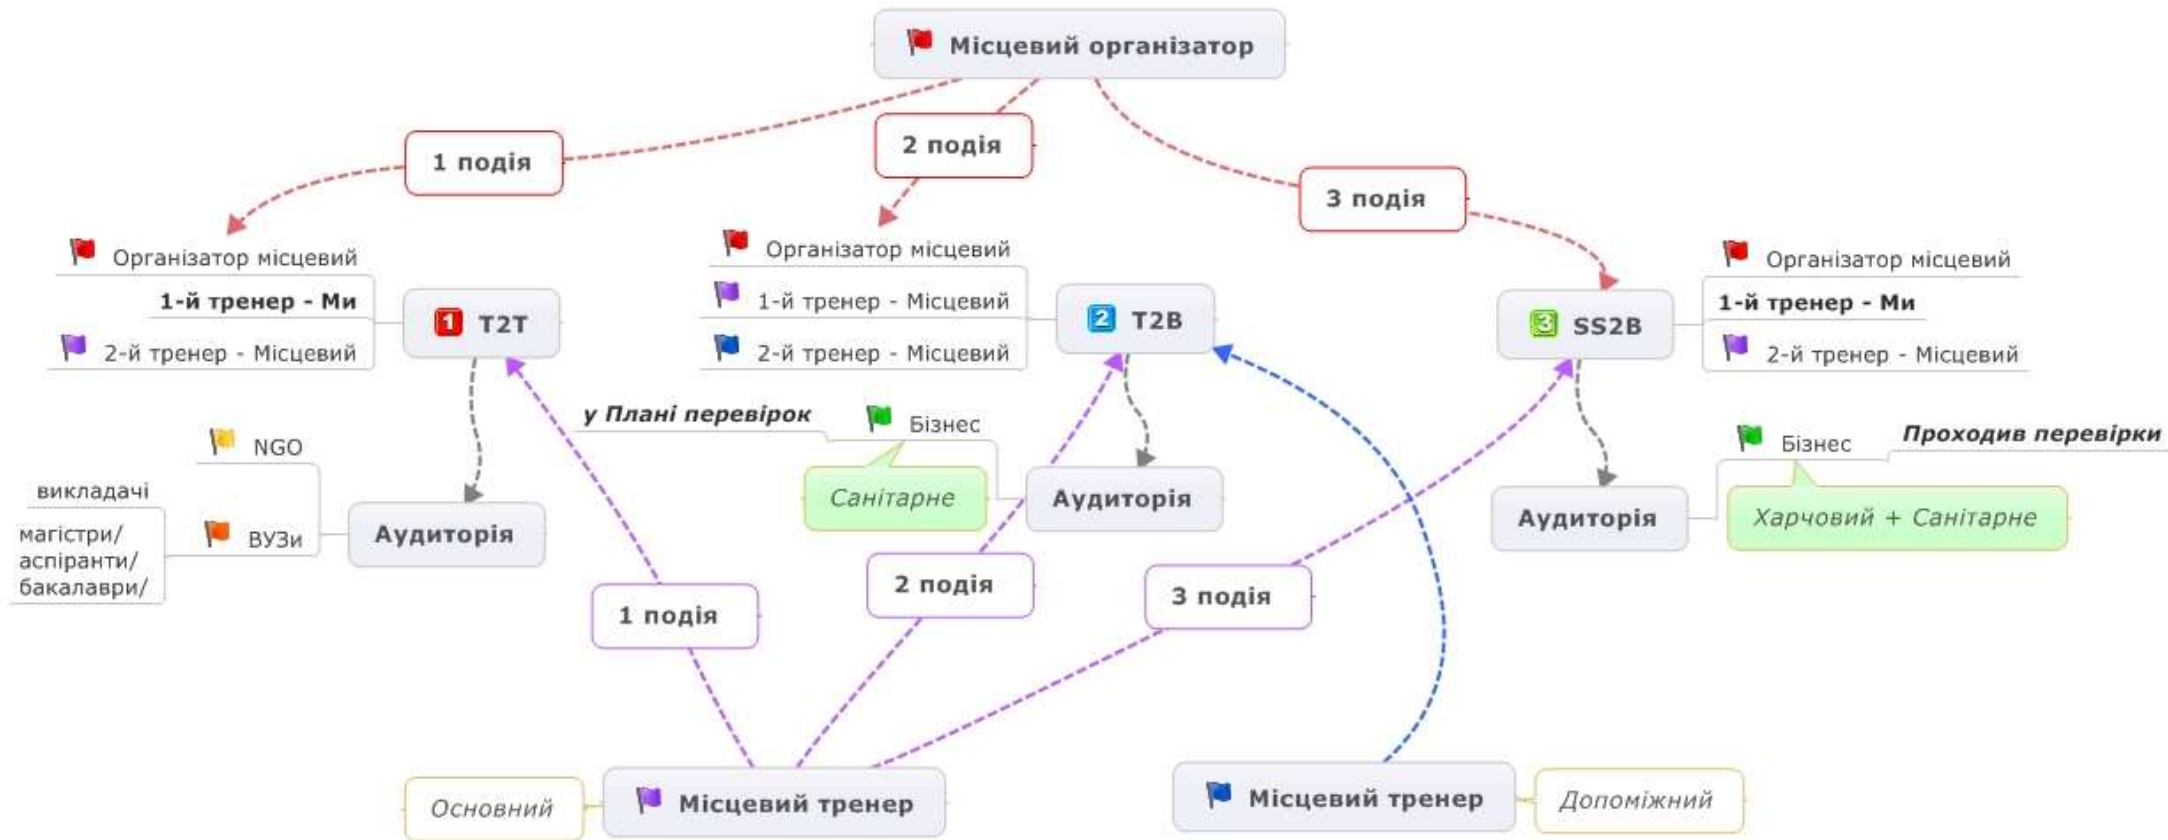 Місцевий організатор
1 подія
2 подія
3 подія
Організатор місцевий
1-й тренер - Ми
2-й тренер - Місцевий
1 T2T
Організатор місцевий
1-й тренер - Місцевий
2-й тренер - Місцевий
2 T2B
3 SS2B
Організатор місцевий
1-й тренер - Ми
2-й тренер - Місцевий
NGO
викладачі
магістри/
аспіранти/
бакалаври/
ВУЗи
Аудиторія
у Плані перевірок
Бізнес
Санітарне
Аудиторія
Аудиторія
Бізнес
Проходив перевірки
Харчовий + Санітарне
1 подія
2 подія
3 подія
Основний
Місцевий тренер
Місцевий тренер
Допоміжний